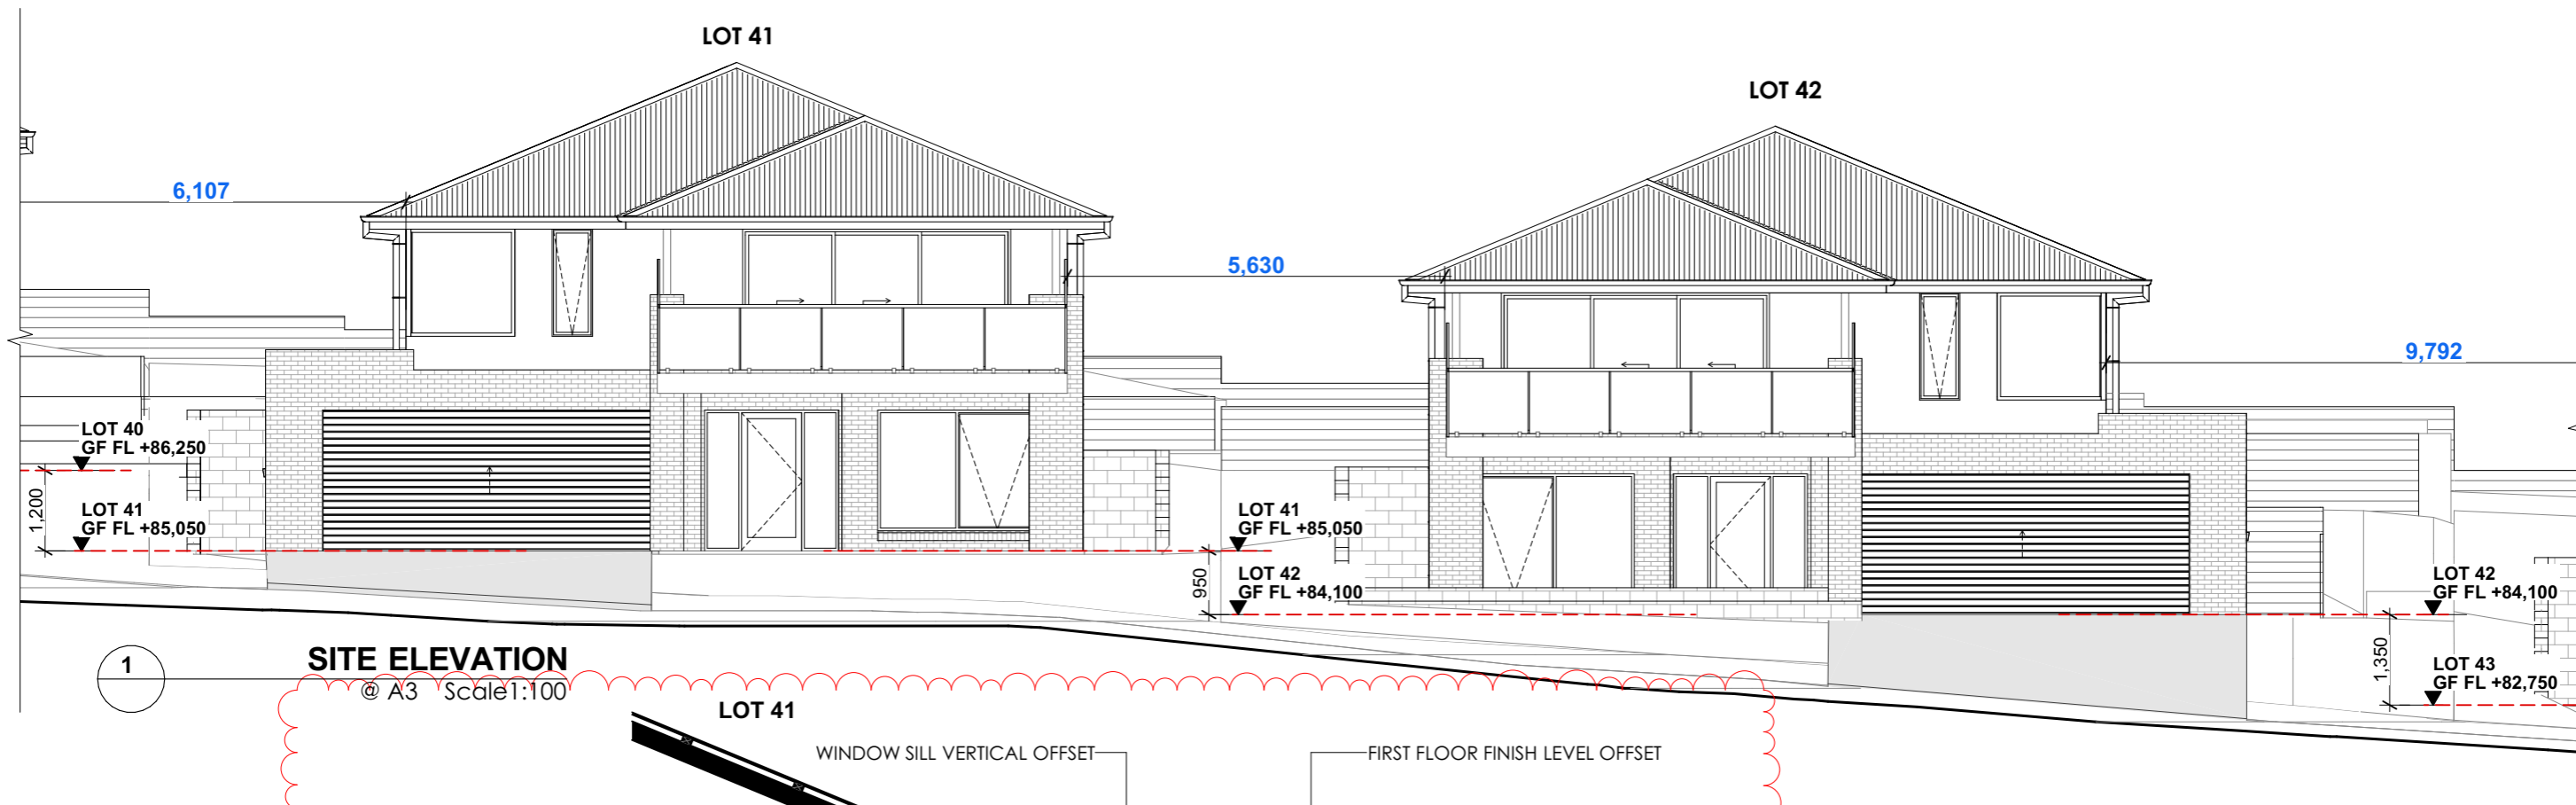 LOT 41
LOT 42
6,107
5,630
9,792
LOT 40
GF FL +86,250
1,200
LOT 41
GF FL +85,050
LOT 41
GF FL +85,050
950
LOT 42
GF FL +84,100
LOT 42
GF FL +84,100
1,350
LOT 43
GF FL +82,750
1
SITE ELEVATION
@ A3 Scale1:100
LOT 41
WINDOW SILL VERTICAL OFFSET
FIRST FLOOR FINISH LEVEL OFFSET